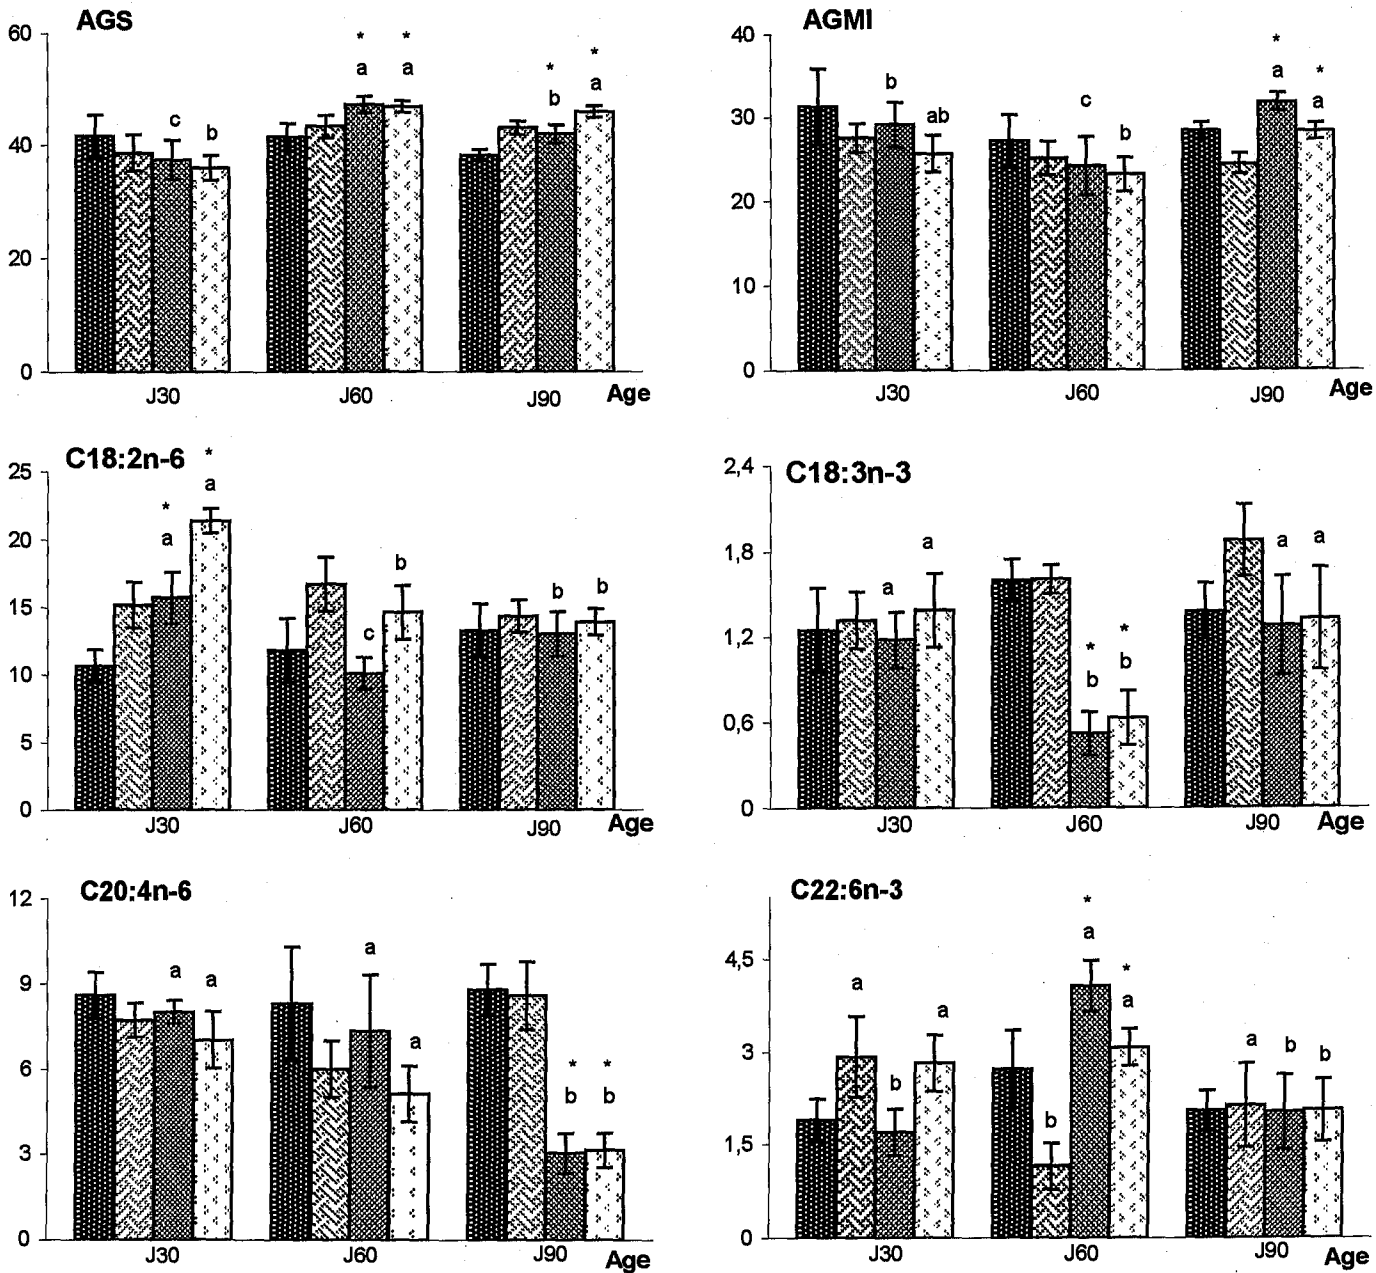 AGS
60
40
20
0
* * * *
a a b a
c b
J30 J60 J90 Age
AGMI
40
30
20
10
0
* *
b ab c b a a
J30 J60 J90 Age
C18:2n-6
25
20
15
10
5
0
* *
a a c b b b
J30 J60 J90 Age
C18:3n-3
2,4
1,8
1,2
0,6
0
* *
a a b b a a
J30 J60 J90 Age
C20:4n-6
12
9
6
3
0
* *
a a a a b b
J30 J60 J90 Age
C22:6n-3
4,5
3
1,5
0
* *
a b a b a a a b b
J30 J60 J90 Age